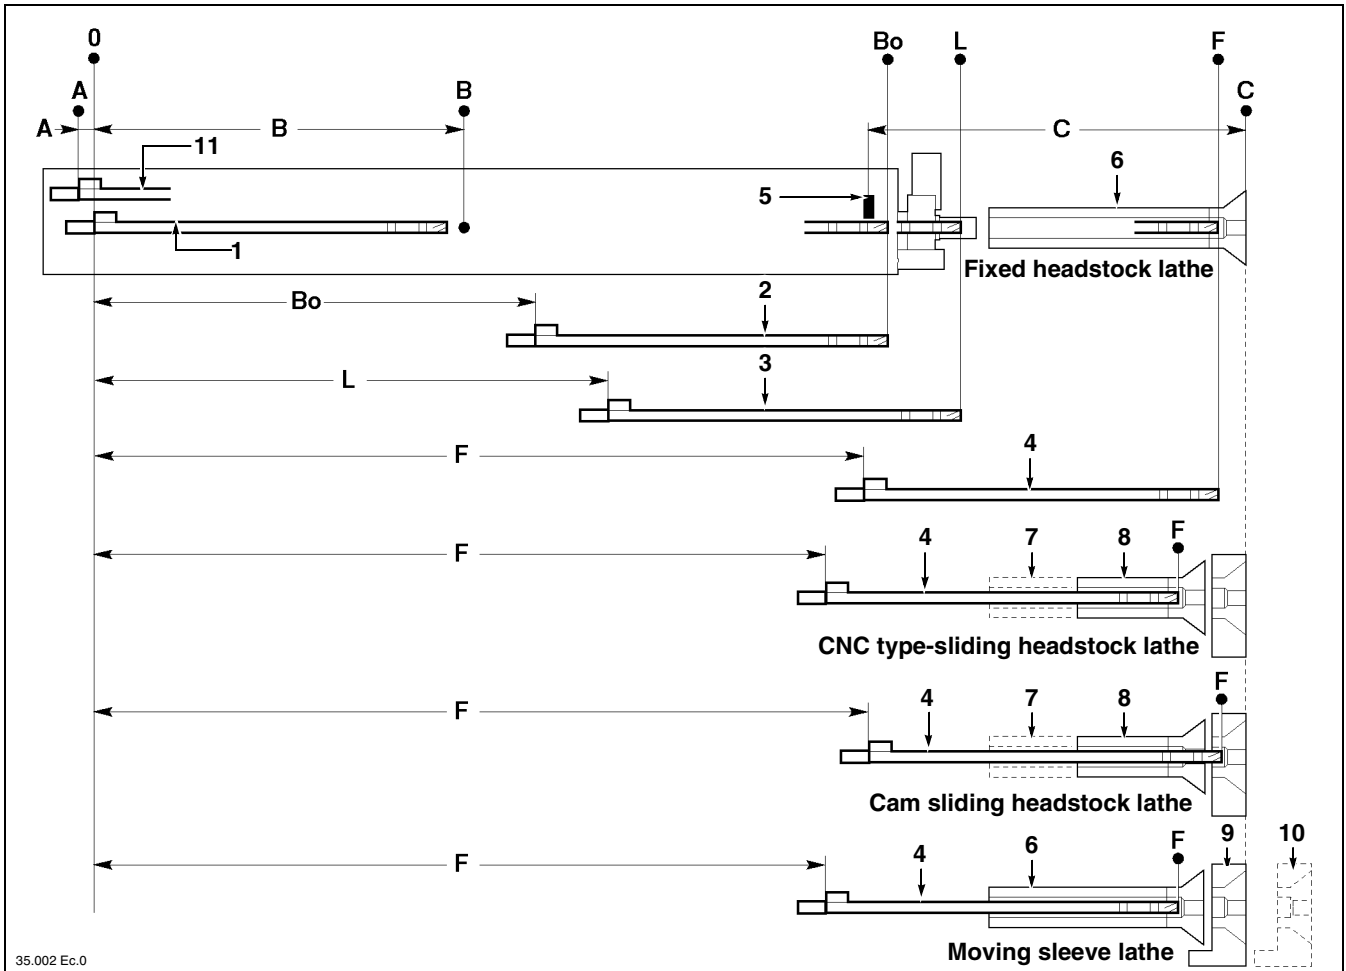 0 Bo L F
A B C
A B C
11 6
5
1
Fixed headstock lathe
Bo 2
L 3
F 4
F 4 7 8 F
CNC type-sliding headstock lathe
F 4 7 8 F
Cam sliding headstock lathe
F 4 6 F 9 10
Moving sleeve lathe
35.002 Ec.0